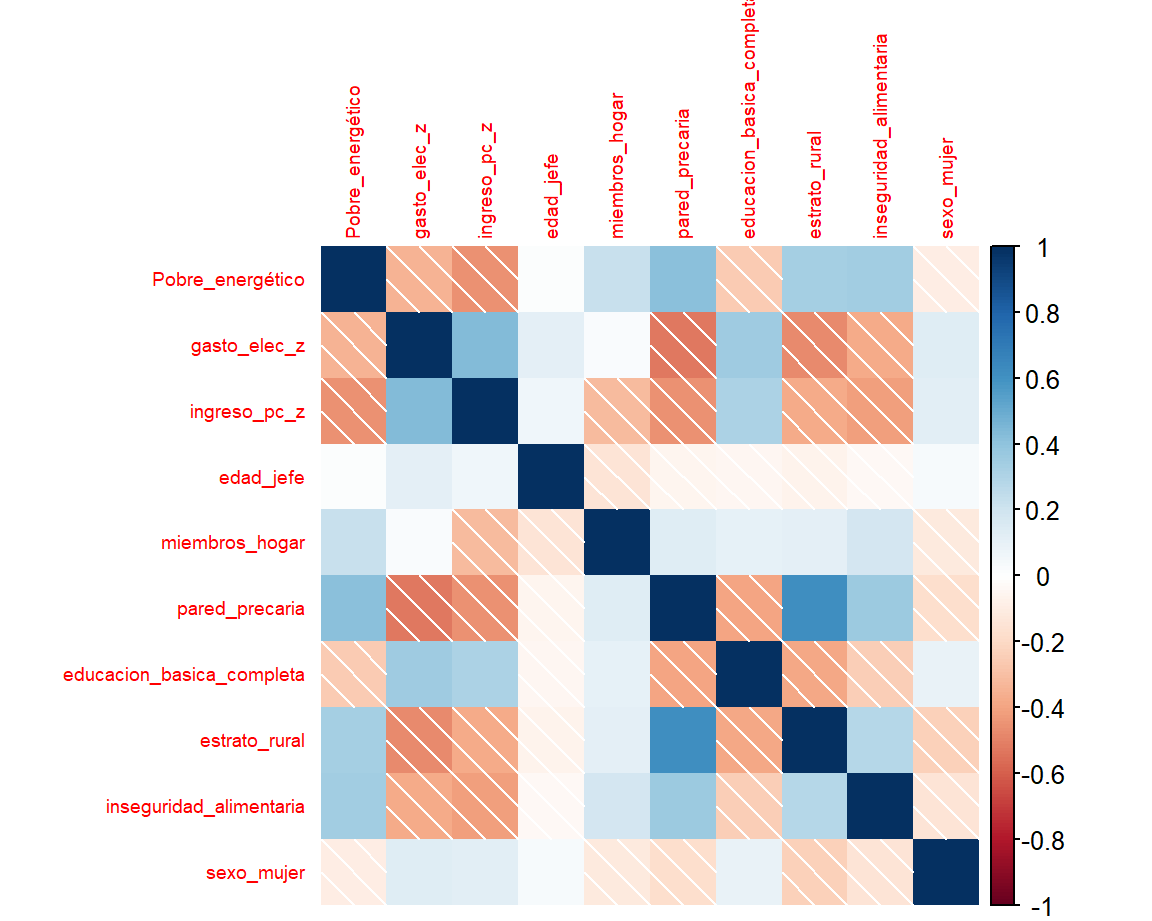 Pobre_energético
gasto_elec_z
ingreso_pc_z
edad_jefe
miembros_hogar
pared_precaria
educacion_basica_complet
estrato_rural
inseguridad_alimentaria
sexo_mujer
Pobre_energético
gasto_elec_z
ingreso_pc_z
edad_jefe
miembros_hogar
pared_precaria
educacion_basica_completa
estrato_rural
inseguridad_alimentaria
sexo_mujer
1
0.8
0.6
0.4
0.2
0
-0.2
-0.4
-0.6
-0.8
-1